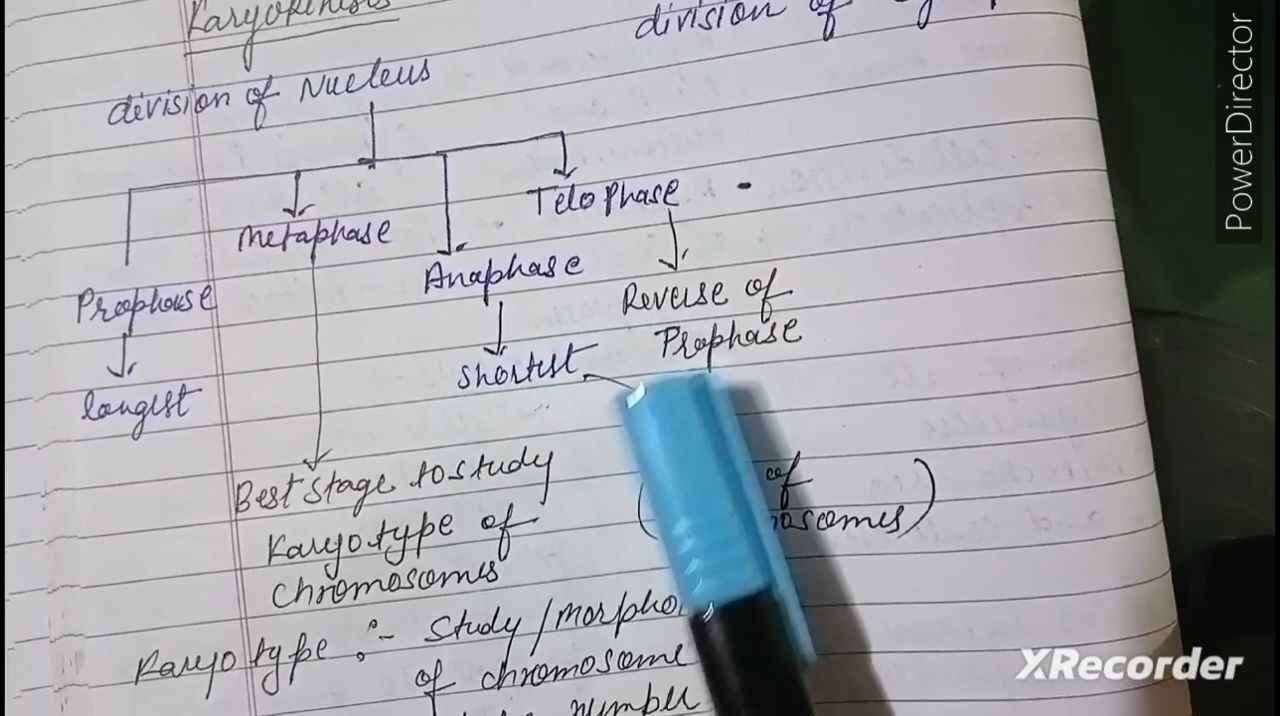 Karyokinesis
division of
division of Nucleus
Telophase
Metaphase
Anaphase
Prophase
Reverse of
Prophase
longest
shortest
Best stage to study
Karyotype of
chromosomes
of
Karyotype :- study/morpho
of chromosome
number
PowerDirector
XRecorder